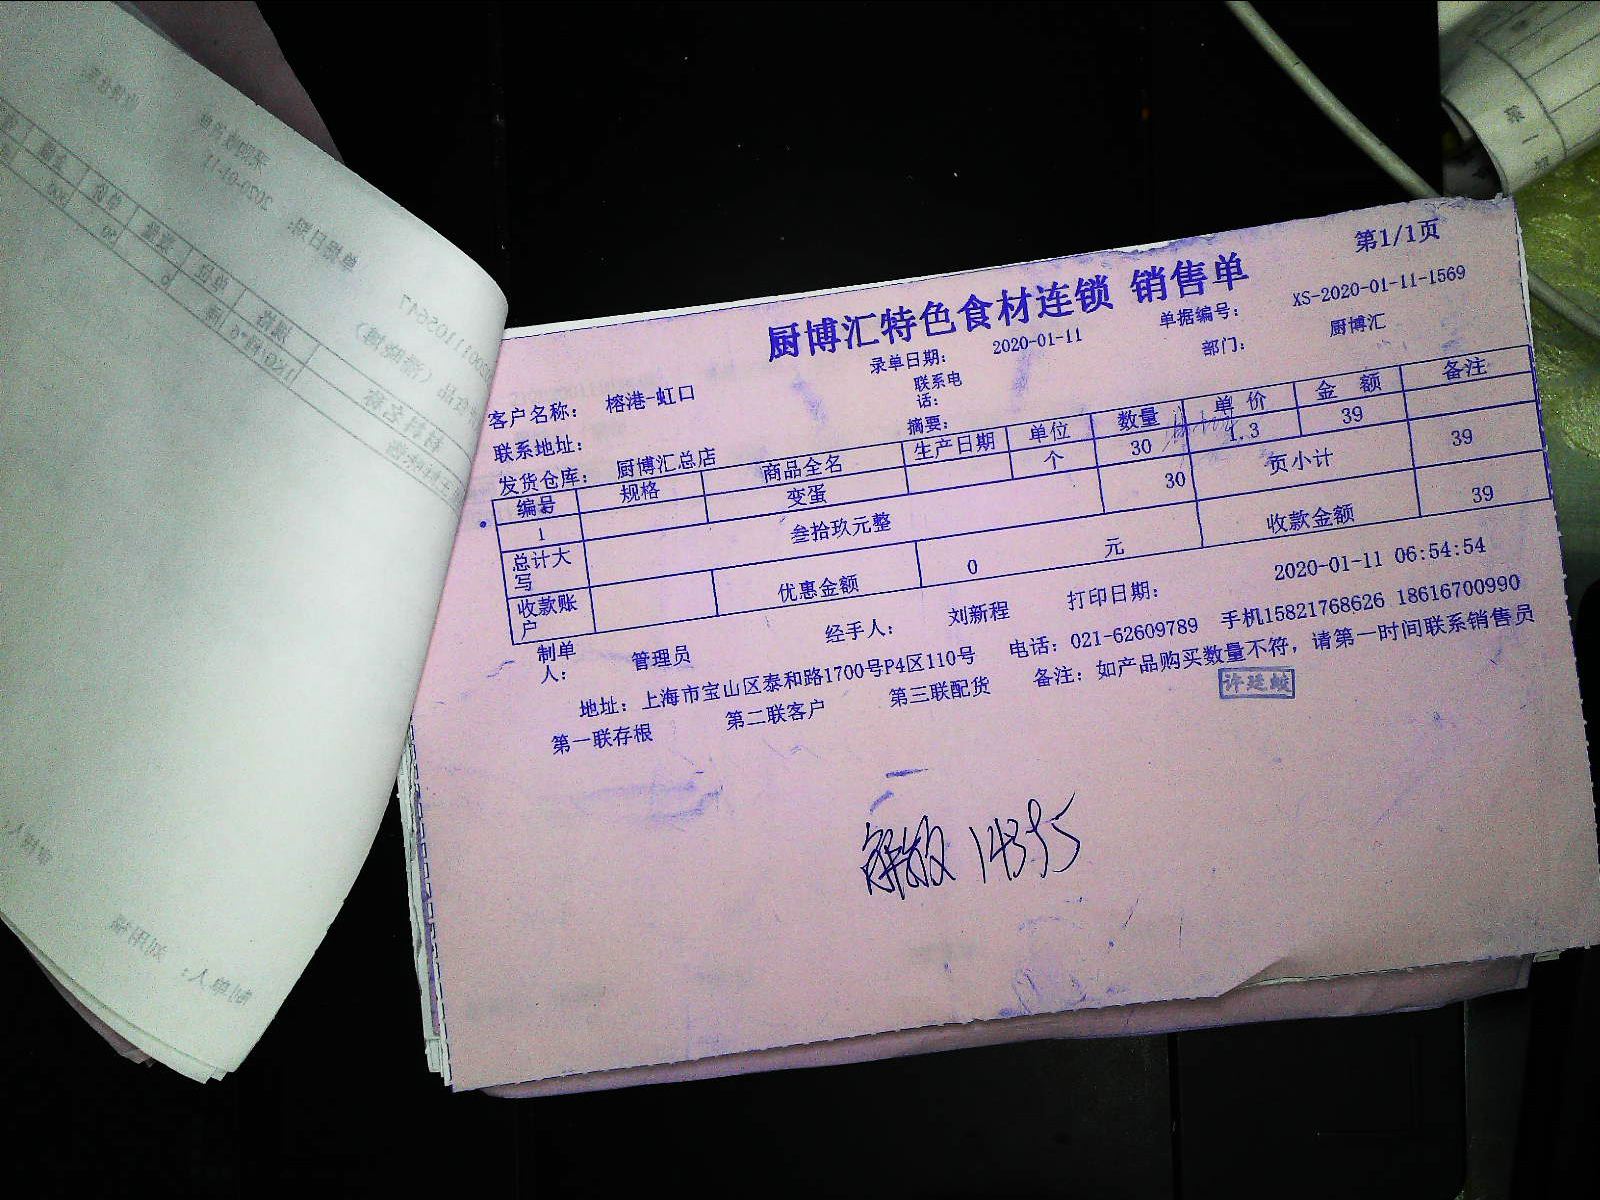 第1/1页
厨博汇特色食材连锁 销售单
录单日期: 2020-01-11 单据编号: XS-2020-01-11-1569
客户名称: 榕港-虹口 联系电话: 部门: 厨博汇
联系地址: 摘要:
发货仓库: 厨博汇总店
编号 规格 商品全名 生产日期 单位 数量 单价 金额 备注
1 变蛋 个 30 1.3 39
总计大写 叁拾玖元整 30 页小计 39
收款账户 优惠金额 0 元 收款金额 39
制单人: 管理员 经手人: 刘新程 打印日期: 2020-01-11 06:54:54
地址: 上海市宝山区泰和路1700号P4区110号 电话: 021-62609789 手机15821768626 18616700990
第一联存根 第二联客户 第三联配货 备注: 如产品购买数量不符, 请第一时间联系销售员